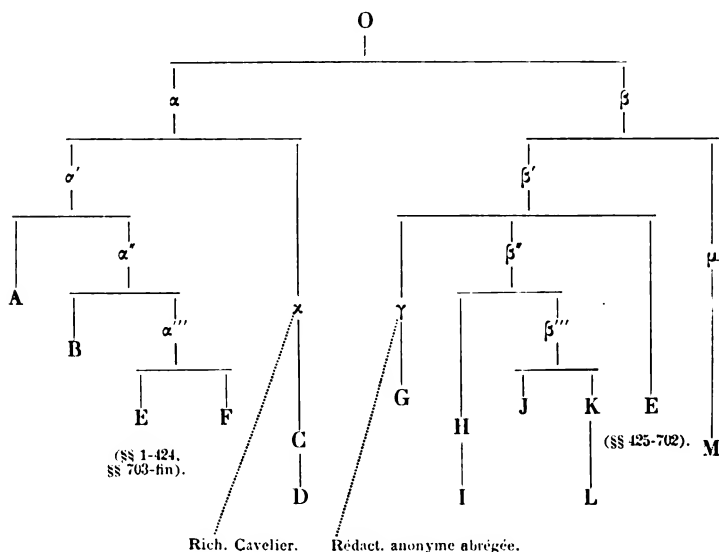 O
α β
α' β'
α'' β'' μ
A
χ γ
B α''' β'''
G J K E
E F H
(§§ 1-424, C (§§ 425-702). M
§§ 703-fin).
D I L
Rich. Cavelier. Rédact. anonyme abrégée.